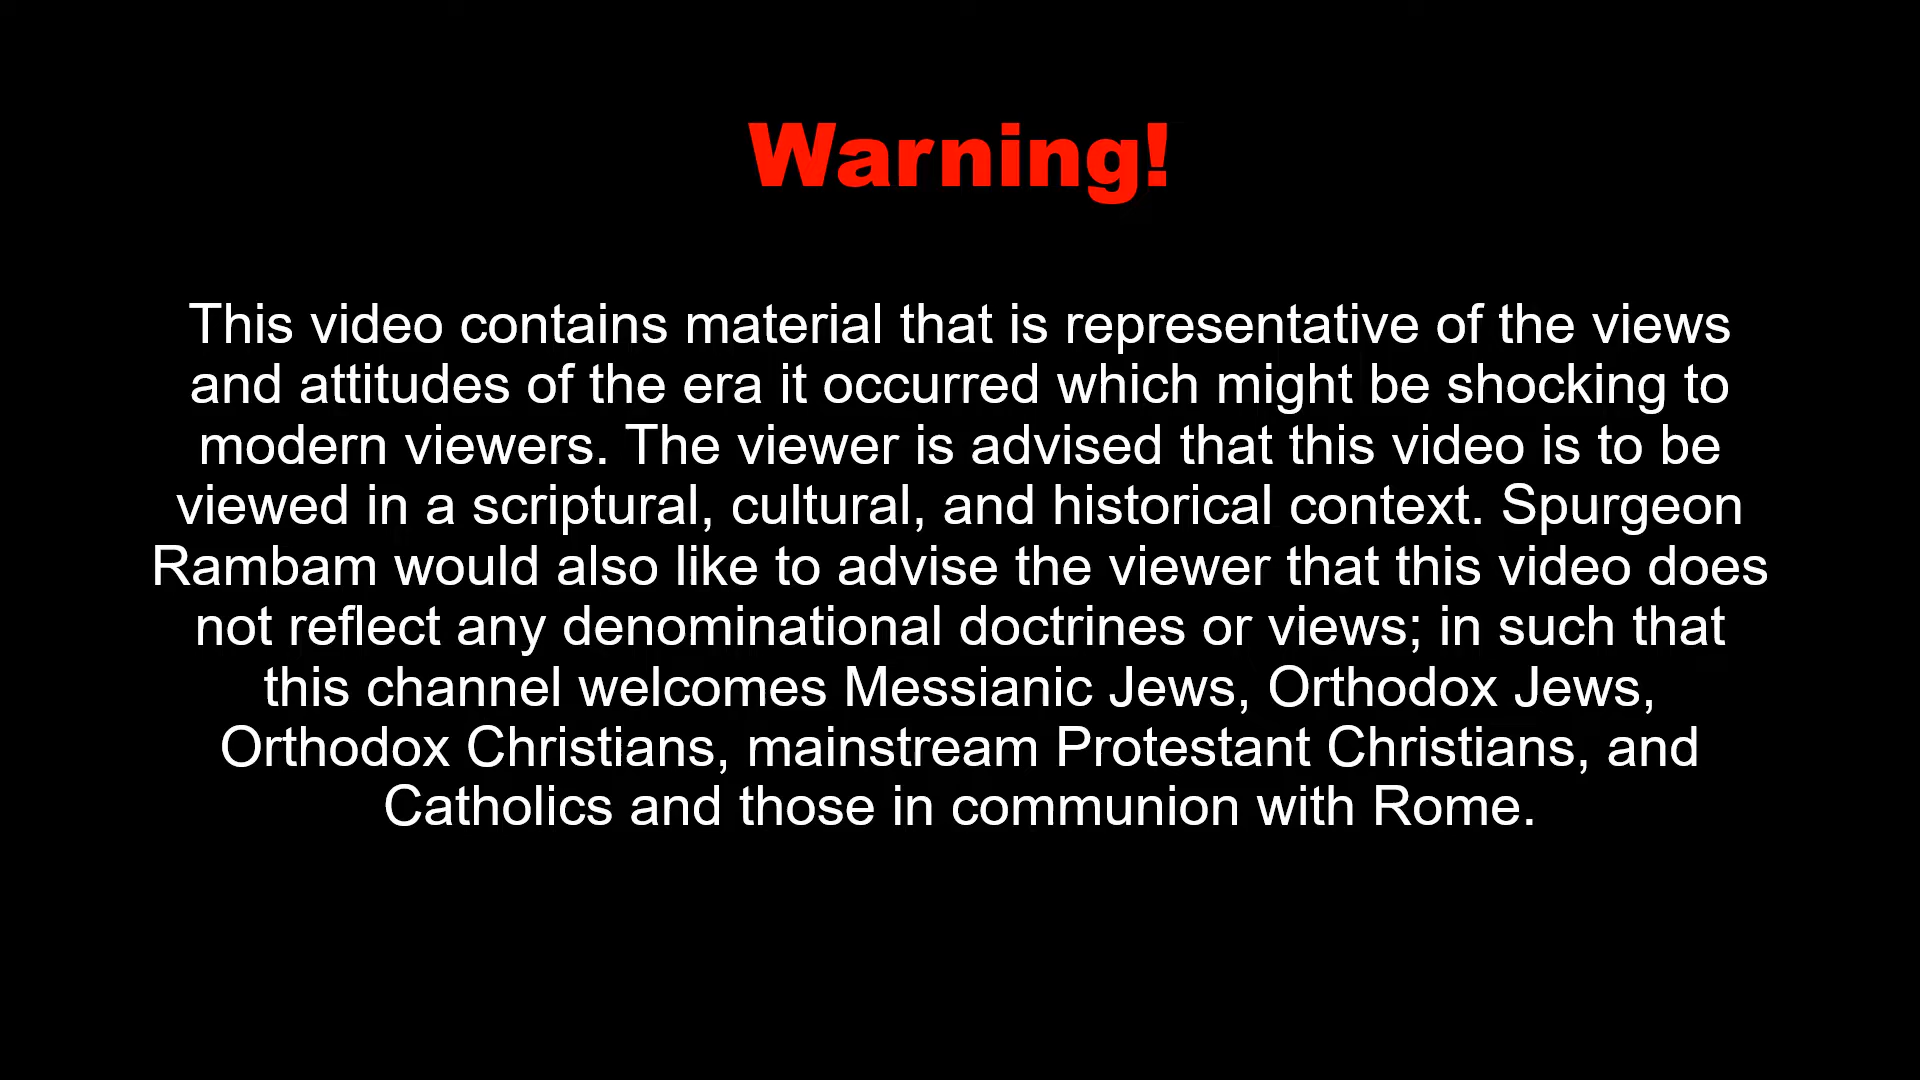 Warning!
This video contains material that is representative of the views
and attitudes of the era it occurred which might be shocking to
modern viewers. The viewer is advised that this video is to be
viewed in a scriptural, cultural, and historical context. Spurgeon
Rambam would also like to advise the viewer that this video does
not reflect any denominational doctrines or views; in such that
this channel welcomes Messianic Jews, Orthodox Jews,
Orthodox Christians, mainstream Protestant Christians, and
Catholics and those in communion with Rome.